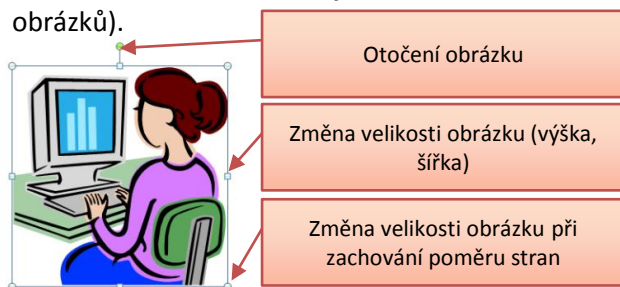 obrázků).
Otočení obrázku
Změna velikosti obrázku (výška,
šířka)
Změna velikosti obrázku při
zachování poměru stran